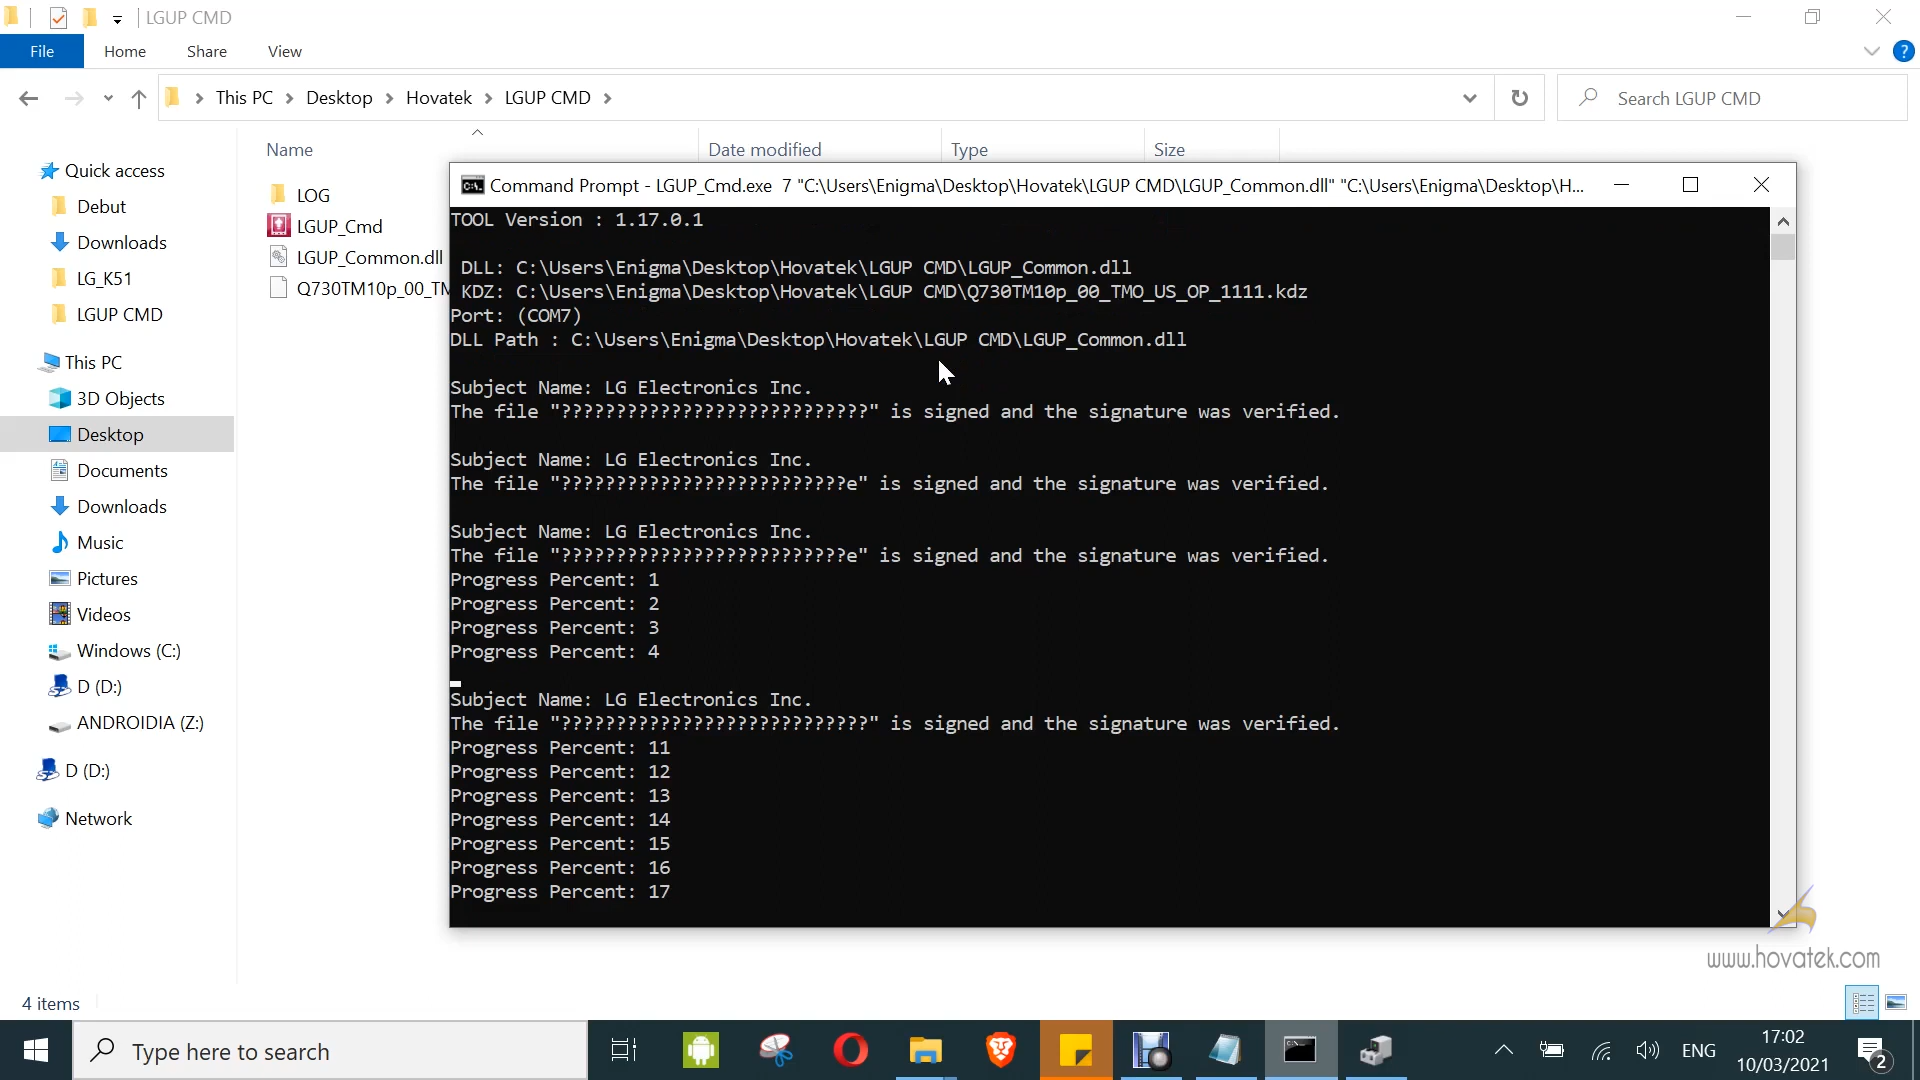 LGUP CMD
File Home Share View
This PC Desktop Hovatek LGUP CMD
Search LGUP CMD
Name Date modified Type Size
Quick access
Debut
Downloads
LG_K51
LGUP CMD
This PC
3D Objects
Desktop
Documents
Downloads
Music
Pictures
Videos
Windows (C:)
D (D:)
ANDROIDIA (Z:)
D (D:)
Network
LOG
LGUP_Cmd
LGUP_Common.dll
Q730TM10p_00_TM
Command Prompt - LGUP_Cmd.exe 7 "C:\Users\Enigma\Desktop\Hovatek\LGUP CMD\LGUP_Common.dll" "C:\Users\Enigma\Desktop\H...
TOOL Version : 1.17.0.1
DLL: C:\Users\Enigma\Desktop\Hovatek\LGUP CMD\LGUP_Common.dll
KDZ: C:\Users\Enigma\Desktop\Hovatek\LGUP CMD\Q730TM10p_00_TMO_US_OP_1111.kdz
Port: (COM7)
DLL Path : C:\Users\Enigma\Desktop\Hovatek\LGUP CMD\LGUP_Common.dll
Subject Name: LG Electronics Inc.
The file "????????????????????????????" is signed and the signature was verified.
Subject Name: LG Electronics Inc.
The file "??????????????????????????e" is signed and the signature was verified.
Subject Name: LG Electronics Inc.
The file "??????????????????????????e" is signed and the signature was verified.
Progress Percent: 1
Progress Percent: 2
Progress Percent: 3
Progress Percent: 4
Subject Name: LG Electronics Inc.
The file "????????????????????????????" is signed and the signature was verified.
Progress Percent: 11
Progress Percent: 12
Progress Percent: 13
Progress Percent: 14
Progress Percent: 15
Progress Percent: 16
Progress Percent: 17
www.hovatek.com
4 items
Type here to search
ENG
17:02
10/03/2021
2